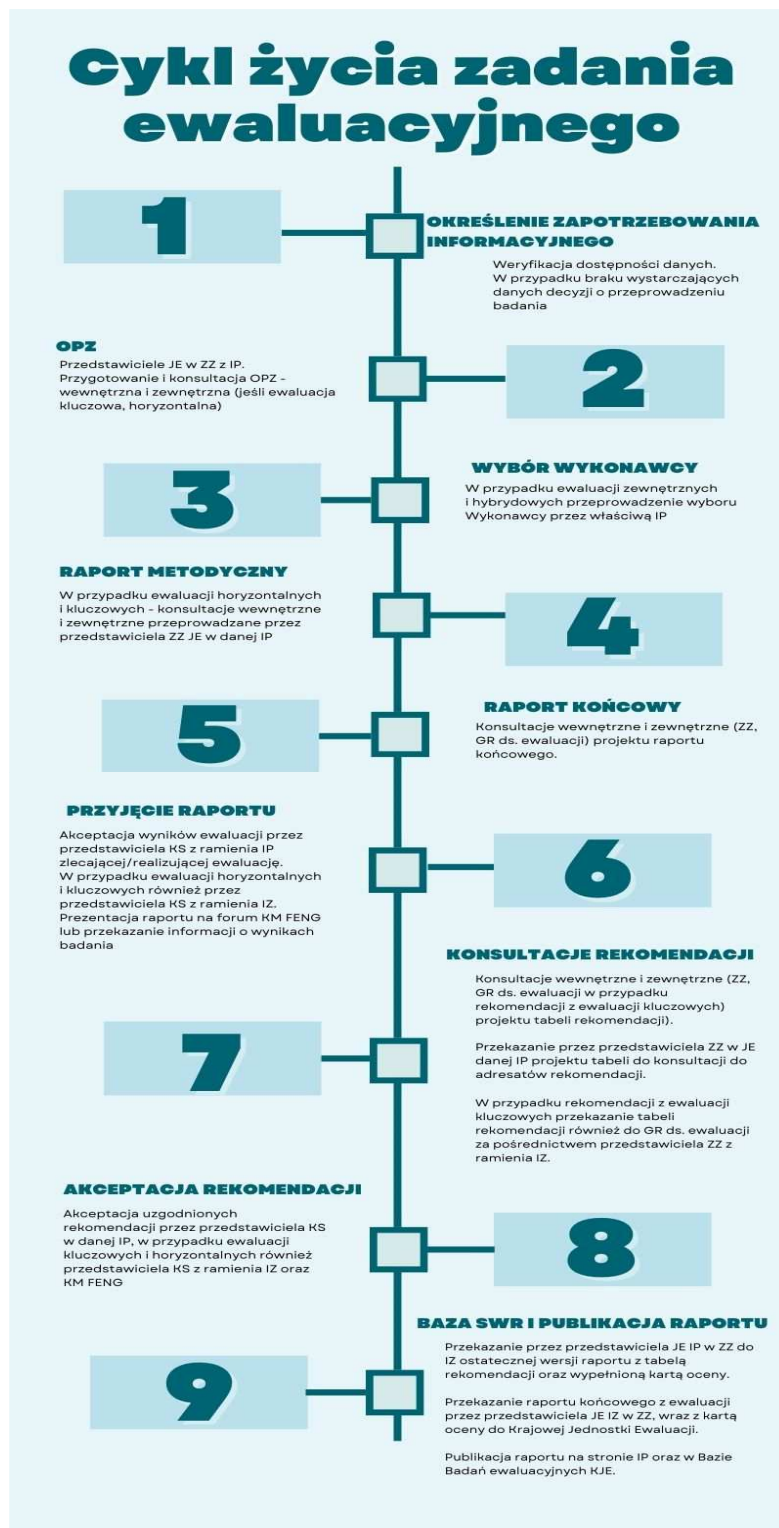 Cykl życia zadania
ewaluacyjnego
1
OKREŚLENIE ZAPOTRZEBOWANIA
INFORMACYJNEGO
Weryfikacja dostępności danych.
W przypadku braku wystarczających
danych decyzji o przeprowadzeniu
badania
2
OPZ
Przedstawiciele JE w ZZ z IP.
Przygotowanie i konsultacja OPZ -
wewnętrzna i zewnętrzna (jeśli ewaluacja
kluczowa, horyzontalna)
3
WYBÓR WYKONAWCY
W przypadku ewaluacji zewnętrznych
i hybrydowych przeprowadzenie wyboru
Wykonawcy przez właściwą IP
4
RAPORT METODYCZNY
W przypadku ewaluacji horyzontalnych
i kluczowych - konsultacje wewnętrzne
i zewnętrzne przeprowadzane przez
przedstawiciela ZZ JE w danej IP
5
RAPORT KOŃCOWY
Konsultacje wewnętrzne i zewnętrzne (ZZ,
GR ds. ewaluacji) projektu raportu
końcowego.
6
PRZYJĘCIE RAPORTU
Akceptacja wyników ewaluacji przez
przedstawiciela KS z ramienia IP
zlecającej/realizującej ewaluację.
W przypadku ewaluacji horyzontalnych
i kluczowych również przez
przedstawiciela KS z ramienia IZ.
Prezentacja raportu na forum KM FENG
lub przekazanie informacji o wynikach
badania
7
KONSULTACJE REKOMENDACJI
Konsultacje wewnętrzne i zewnętrzne (ZZ,
GR ds. ewaluacji w przypadku
rekomendacji z ewaluacji kluczowych)
projektu tabeli rekomendacji).
Przekazanie przez przedstawiciela ZZ w JE
danej IP projektu tabeli do konsultacji do
adresatów rekomendacji.
W przypadku rekomendacji z ewaluacji
kluczowych przekazanie tabeli
rekomendacji również do GR ds. ewaluacji
za pośrednictwem przedstawiciela ZZ z
ramienia IZ.
8
AKCEPTACJA REKOMENDACJI
Akceptacja uzgodnionych
rekomendacji przez przedstawiciela KS
w danej IP, w przypadku ewaluacji
kluczowych i horyzontalnych również
przedstawiciela KS z ramienia IZ oraz
KM FENG
9
BAZA SWR I PUBLIKACJA RAPORTU
Przekazanie przez przedstawiciela JE IP w ZZ do
IZ ostatecznej wersji raportu z tabelą
rekomendacji oraz wypełnioną kartą oceny.
Przekazanie raportu końcowego z ewaluacji
przez przedstawiciela JE IZ w ZZ, wraz z kartą
oceny do Krajowej Jednostki Ewaluacji.
Publikacja raportu na stronie IP oraz w Bazie
Badań ewaluacyjnych KJE.